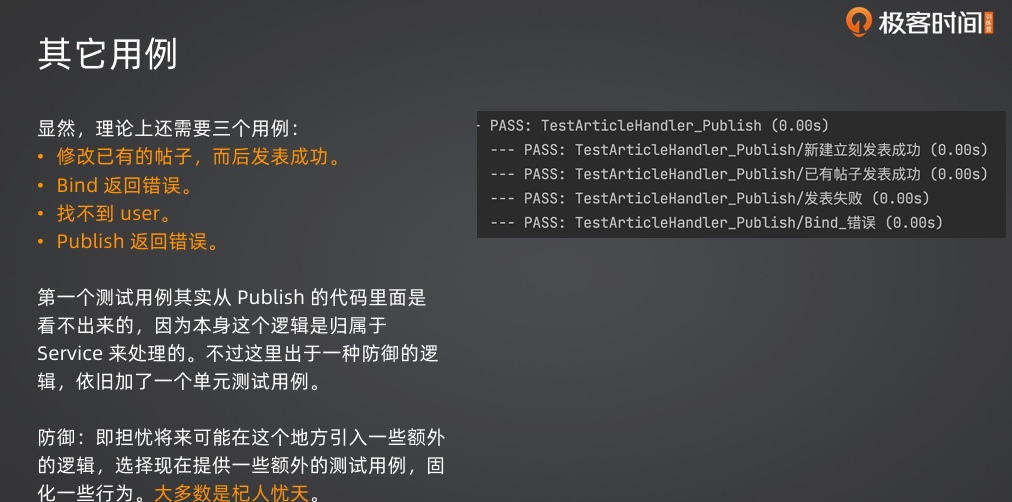 极客时间 训练营
其它用例
显然，理论上还需要三个用例：
• 修改已有的帖子，而后发表成功。
• Bind 返回错误。
• 找不到 user。
• Publish 返回错误。
第一个测试用例其实从 Publish 的代码里面是
看不出来的，因为本身这个逻辑是归属于
Service 来处理的。不过这里出于一种防御的逻
辑，依旧加了一个单元测试用例。
防御：即担忧将来可能在这个地方引入一些额外
的逻辑，选择现在提供一些额外的测试用例，固
化一些行为。大多数是杞人忧天。
- PASS: TestArticleHandler_Publish (0.00s)
--- PASS: TestArticleHandler_Publish/新建立刻发表成功 (0.00s)
--- PASS: TestArticleHandler_Publish/已有帖子发表成功 (0.00s)
--- PASS: TestArticleHandler_Publish/发表失败 (0.00s)
--- PASS: TestArticleHandler_Publish/Bind_错误 (0.00s)